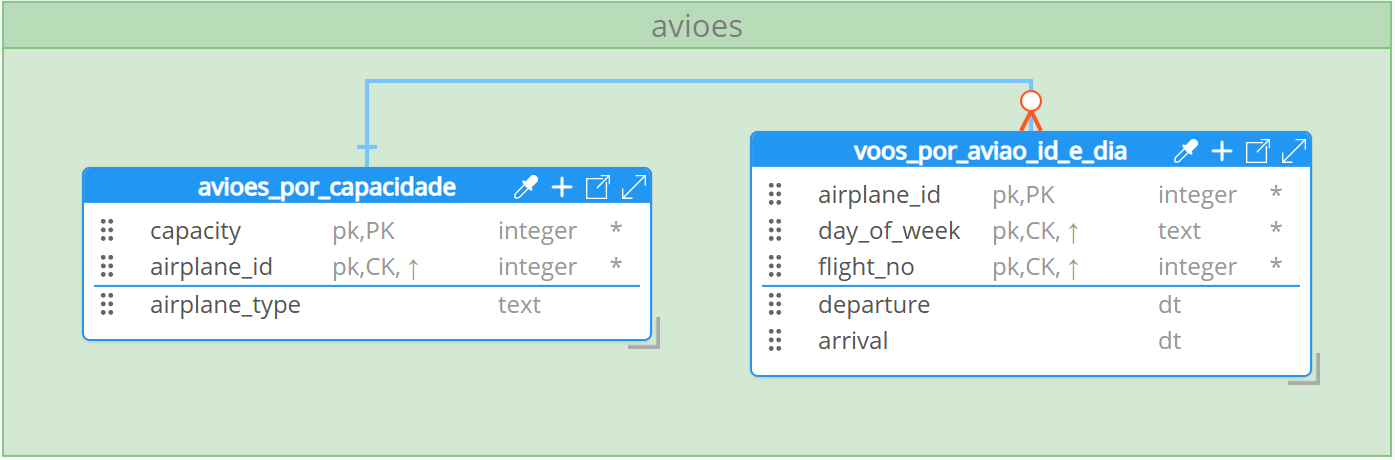 avioes
avioes_por_capacidade
capacity pk,PK integer *
airplane_id pk,CK, ↑ integer *
airplane_type text
voos_por_aviao_id_e_dia
airplane_id pk,PK integer *
day_of_week pk,CK, ↑ text *
flight_no pk,CK, ↑ integer *
departure dt
arrival dt